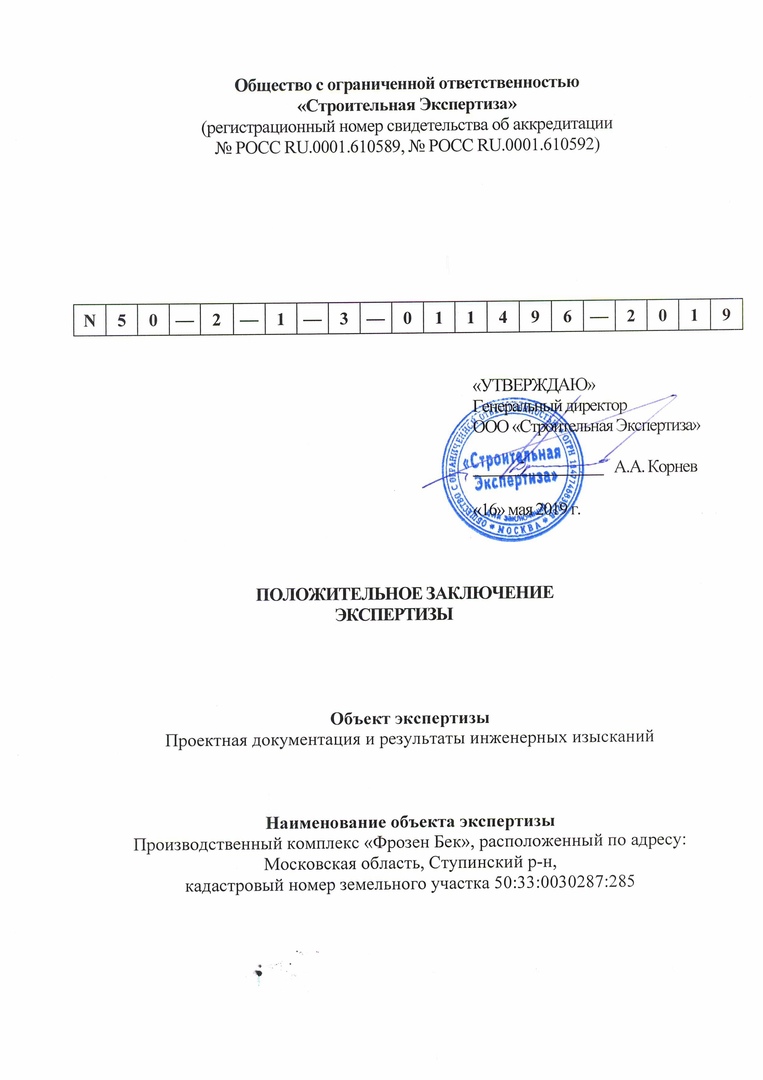 Общество с ограниченной ответственностью
«Строительная Экспертиза»
(регистрационный номер свидетельства об аккредитации
№ РОСС RU.0001.610589, № РОСС RU.0001.610592)
N 5 0 — 2 — 1 — 3 — 0 1 1 4 9 6 — 2 0 1 9
«УТВЕРЖДАЮ»
Генеральный директор
ООО «Строительная Экспертиза»
А.А. Корнев
«16» мая 2019 г.
«Строительная
Экспертиза»
ОБЩЕСТВО С ОГРАНИЧЕННОЙ ОТВЕТСТВЕННОСТЬЮ
МОСКВА
ПОЛОЖИТЕЛЬНОЕ ЗАКЛЮЧЕНИЕ
ЭКСПЕРТИЗЫ
Объект экспертизы
Проектная документация и результаты инженерных изысканий
Наименование объекта экспертизы
Производственный комплекс «Фрозен Бек», расположенный по адресу:
Московская область, Ступинский р-н,
кадастровый номер земельного участка 50:33:0030287:285